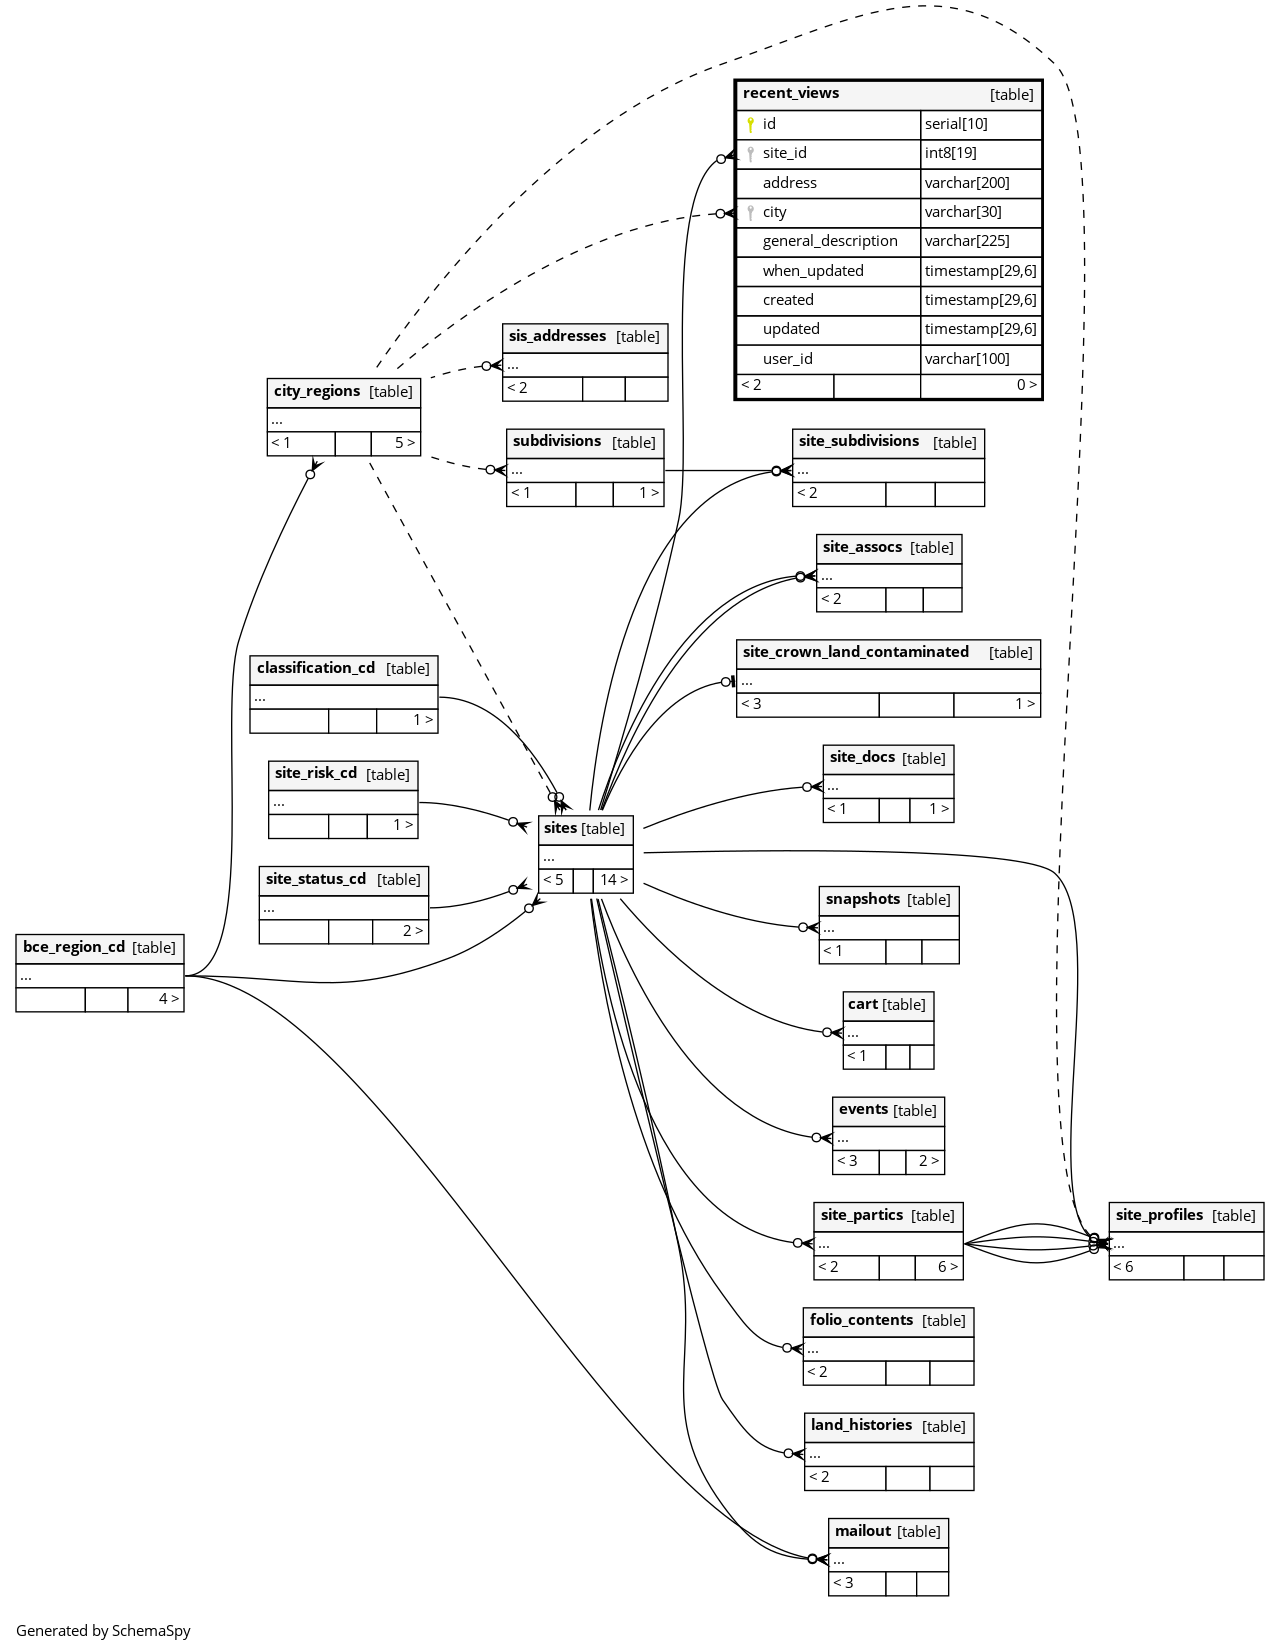 recent_views [table]
id serial[10]
site_id int8[19]
address varchar[200]
city varchar[30]
general_description varchar[225]
when_updated timestamp[29,6]
created timestamp[29,6]
updated timestamp[29,6]
user_id varchar[100]
< 2 0 >
sis_addresses [table]
...
< 2
city_regions [table]
...
< 1 5 >
subdivisions [table]
...
< 1 1 >
site_subdivisions [table]
...
< 2
site_assocs [table]
...
< 2
site_crown_land_contaminated [table]
...
< 3 1 >
classification_cd [table]
...
1 >
site_docs [table]
...
< 1 1 >
site_risk_cd [table]
...
1 >
sites [table]
...
< 5 14 >
site_status_cd [table]
...
2 >
snapshots [table]
...
< 1
bce_region_cd [table]
...
4 >
cart [table]
...
< 1
events [table]
...
< 3 2 >
site_partics [table]
...
< 2 6 >
site_profiles [table]
...
< 6
folio_contents [table]
...
< 2
land_histories [table]
...
< 2
mailout [table]
...
< 3
Generated by SchemaSpy